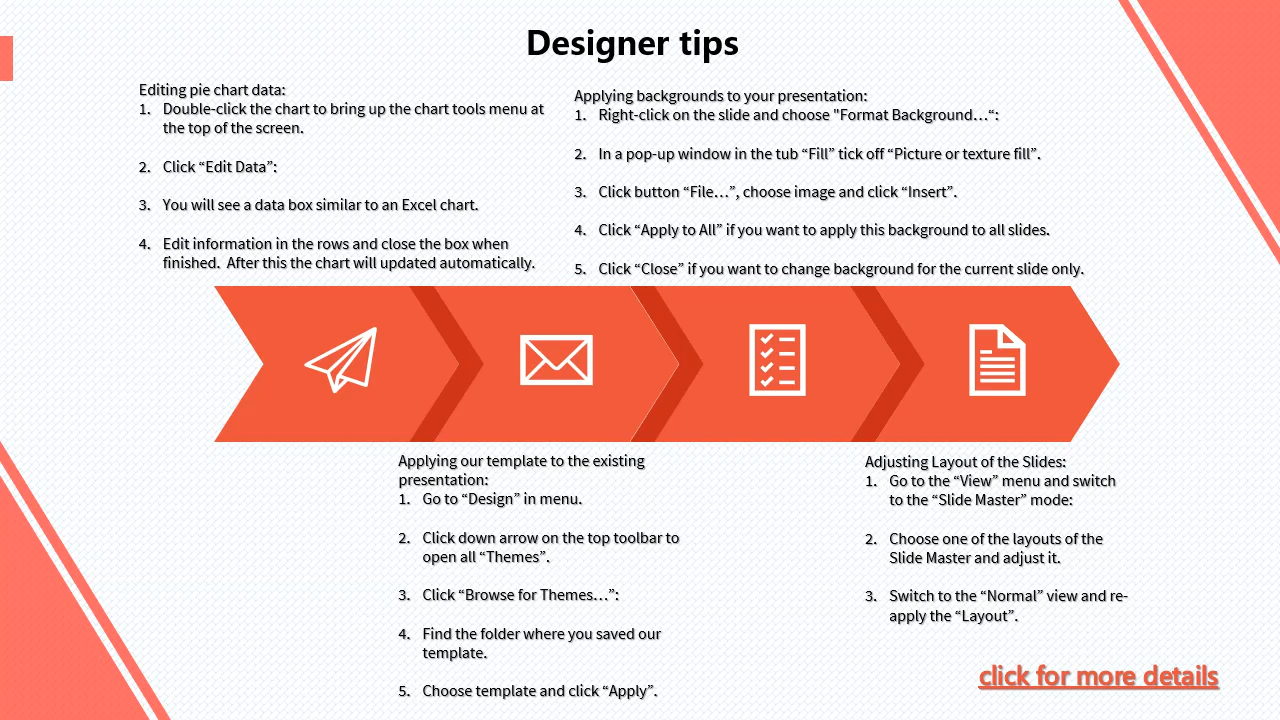 Designer tips
Editing pie chart data:
1. Double-click the chart to bring up the chart tools menu at
the top of the screen.
2. Click “Edit Data”:
3. You will see a data box similar to an Excel chart.
4. Edit information in the rows and close the box when
finished.  After this the chart will updated automatically.
Applying backgrounds to your presentation:
1. Right-click on the slide and choose "Format Background…“:
2. In a pop-up window in the tub “Fill” tick off “Picture or texture fill”.
3. Click button “File…”, choose image and click “Insert”.
4. Click “Apply to All” if you want to apply this background to all slides.
5. Click “Close” if you want to change background for the current slide only.
Applying our template to the existing
presentation:
1. Go to “Design” in menu.
2. Click down arrow on the top toolbar to
open all “Themes”.
3. Click “Browse for Themes…”:
4. Find the folder where you saved our
template.
5. Choose template and click “Apply”.
Adjusting Layout of the Slides:
1. Go to the “View” menu and switch
to the “Slide Master” mode:
2. Choose one of the layouts of the
Slide Master and adjust it.
3. Switch to the “Normal” view and re-
apply the “Layout”.
click for more details